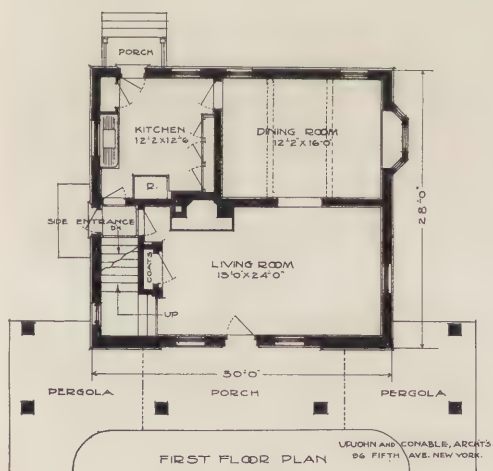 PORCH
KITCHEN
12'2"X12'6
DINING ROOM
12'2"X16'0
R.
SIDE ENTRANCE
DN
COATS
LIVING ROOM
13'0"X24'0"
UP
28'-0"
30'0"
PERGOLA
PORCH
PERGOLA
FIRST FLOOR PLAN
UPJOHN AND CONABLE, ARCHT'S
96 FIFTH AVE. NEW YORK.